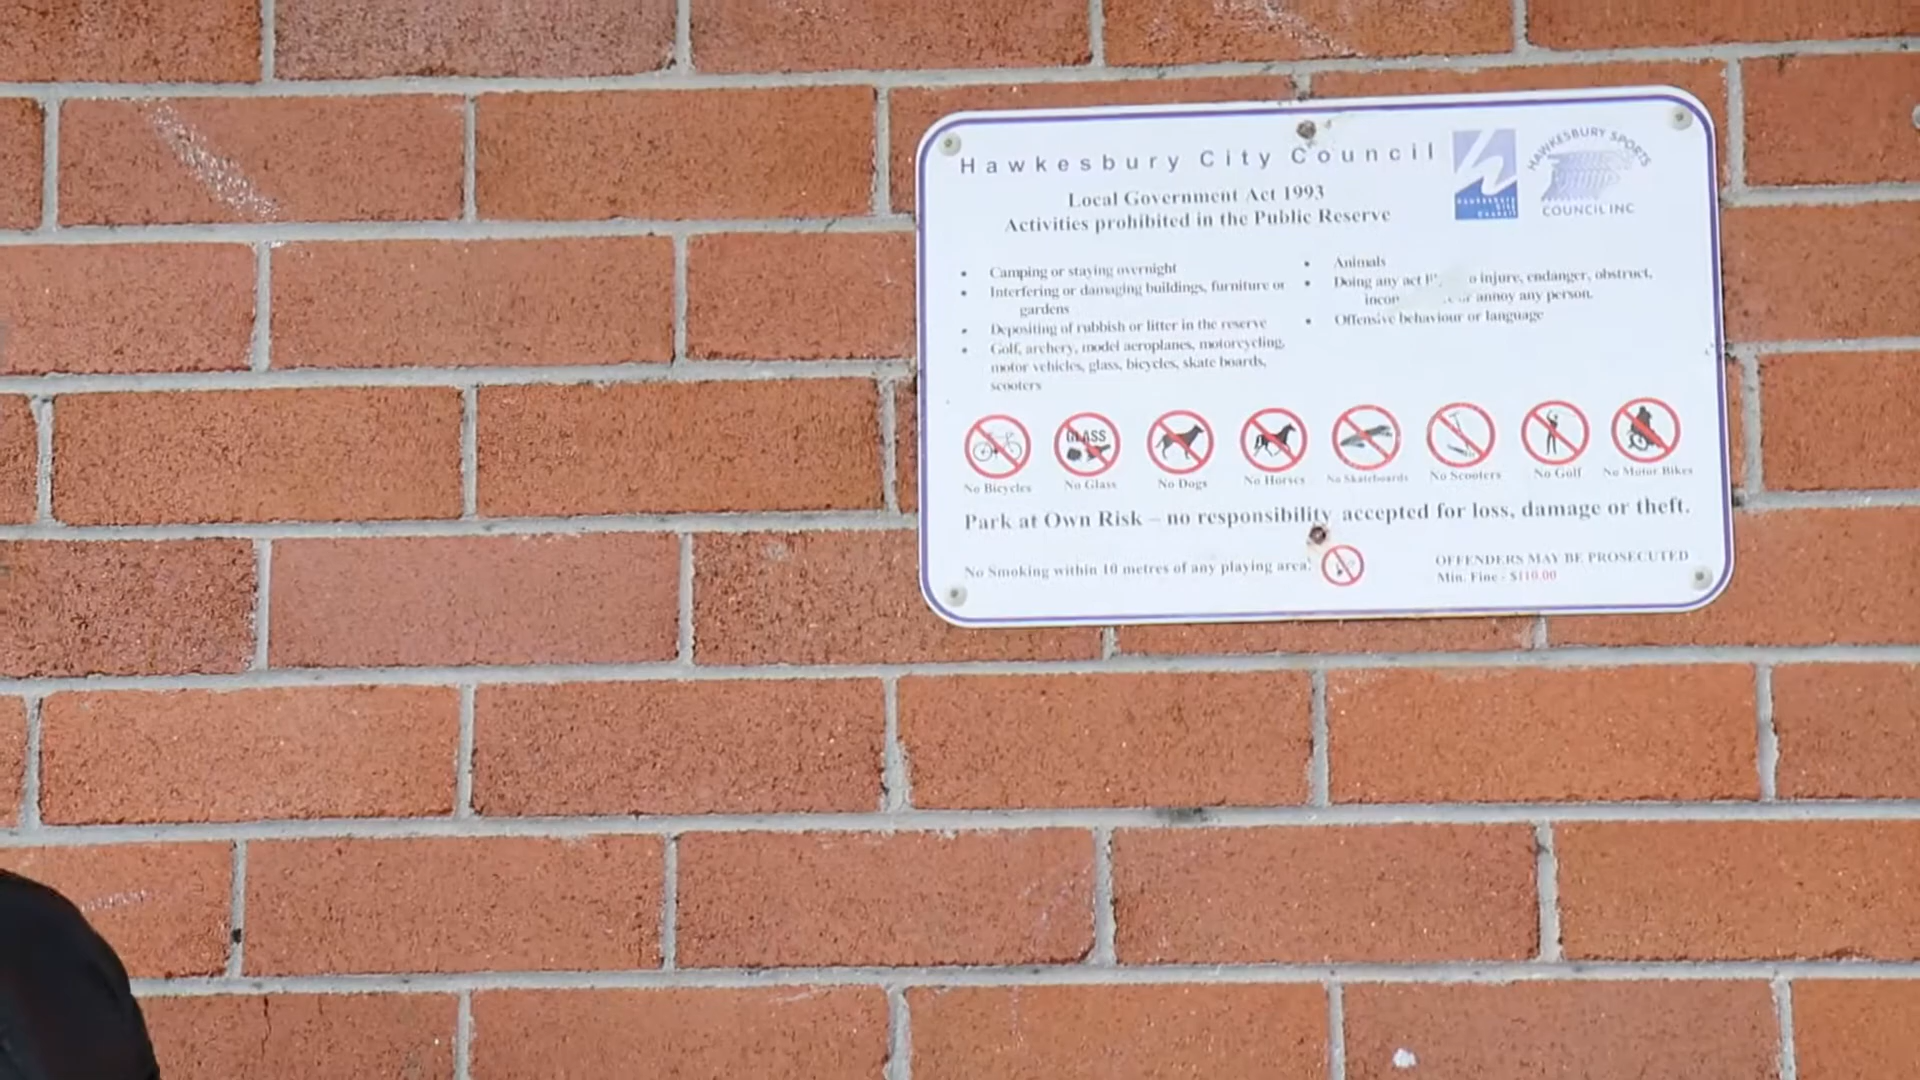 Hawkesbury City Council
HAWKESBURY SPORTS
COUNCIL INC
Local Government Act 1993
Activities prohibited in the Public Reserve
• Camping or staying overnight
• Interfering or damaging buildings, furniture or
gardens
• Depositing of rubbish or litter in the reserve
• Golf, archery, model aeroplanes, motorcycling,
motor vehicles, glass, bicycles, skate boards,
scooters
• Animals
• Doing any act injure, endanger, obstruct,
or annoy any person.
• Offensive behaviour or language
GLASS
No Bicycles
No Glass
No Dogs
No Horses
No Skateboards
No Scooters
No Golf
No Motor Bikes
Park at Own Risk – no responsibility accepted for loss, damage or theft.
No Smoking within 10 metres of any playing area.
OFFENDERS MAY BE PROSECUTED
Min. Fine - $110.00